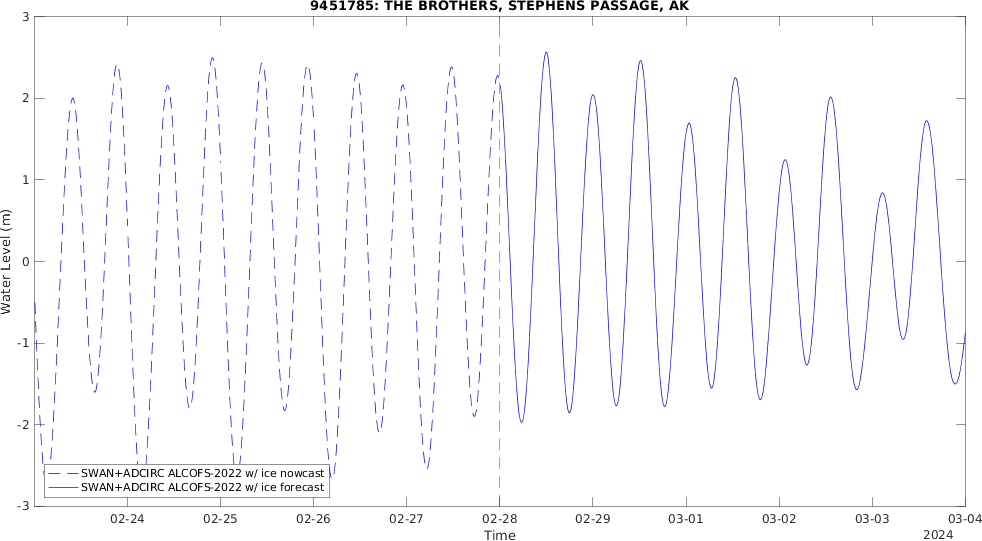 9451785: THE BROTHERS, STEPHENS PASSAGE, AK
3
2
1
0
-1
-2
-3
Water Level (m)
SWAN+ADCIRC ALCOFS-2022 w/ ice nowcast
SWAN+ADCIRC ALCOFS-2022 w/ ice forecast
02-24 02-25 02-26 02-27 02-28 02-29 03-01 03-02 03-03 03-04
Time
2024